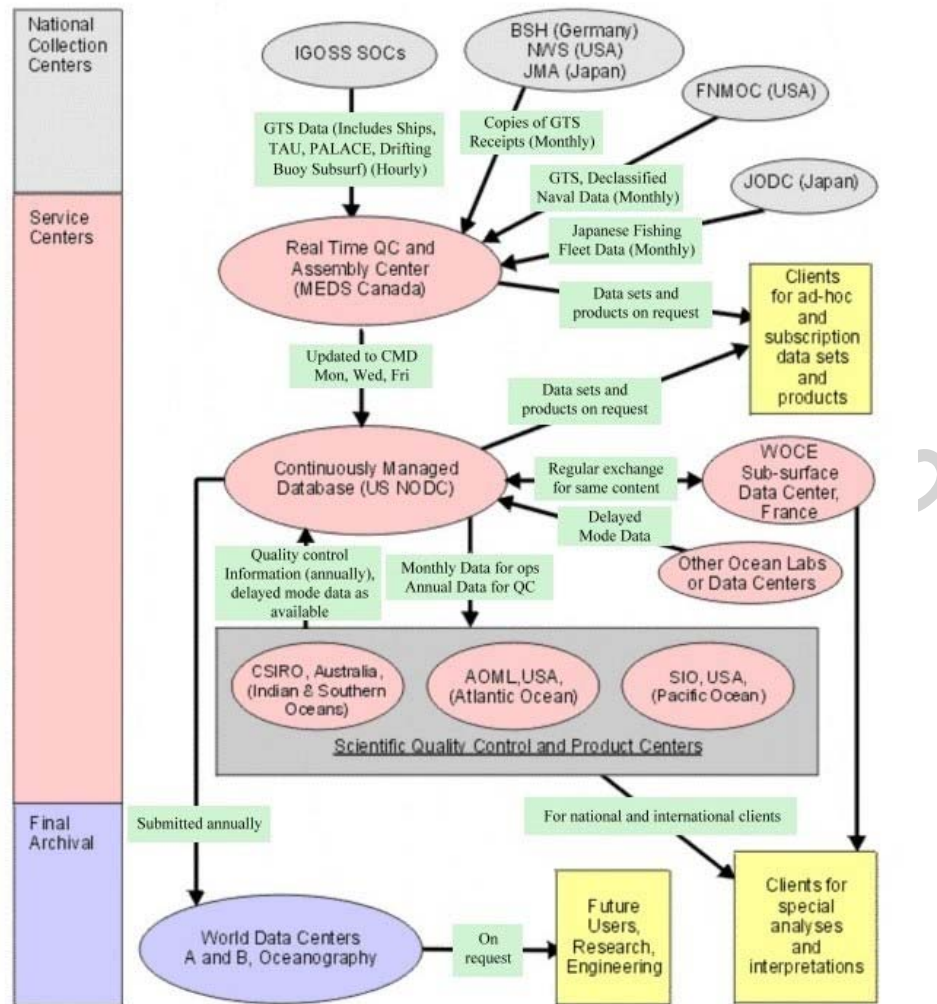 National
Collection
Centers
IGOSS SOCs
BSH (Germany)
NWS (USA)
JMA (Japan)
FNMOC (USA)
JODC (Japan)
GTS Data (Includes Ships,
TAU, PALACE, Drifting
Buoy Subsurf) (Hourly)
Copies of GTS
Receipts (Monthly)
GTS, Declassified
Naval Data (Monthly)
Japanese Fishing
Fleet Data (Monthly)
Service
Centers
Real Time QC and
Assembly Center
(MEDS Canada)
Data sets and
products on request
Clients
for ad-hoc
and
subscription
data sets
and
products
Updated to CMD
Mon, Wed, Fri
Data sets and
products on request
Continuously Managed
Database (US NODC)
Regular exchange
for same content
WOCE
Sub-surface
Data Center,
France
Delayed
Mode Data
Other Ocean Labs
or Data Centers
Quality control
Information (annually),
delayed mode data as
available
Monthly Data for ops
Annual Data for QC
CSIRO, Australia,
(Indian & Southern
Oceans)
AOML,USA,
(Atlantic Ocean)
SIO, USA,
(Pacific Ocean)
Scientific Quality Control and Product Centers
Final
Archival
Submitted annually
For national and international clients
World Data Centers
A and B, Oceanography
On
request
Future
Users,
Research,
Engineering
Clients for
special
analyses
and
interpretations